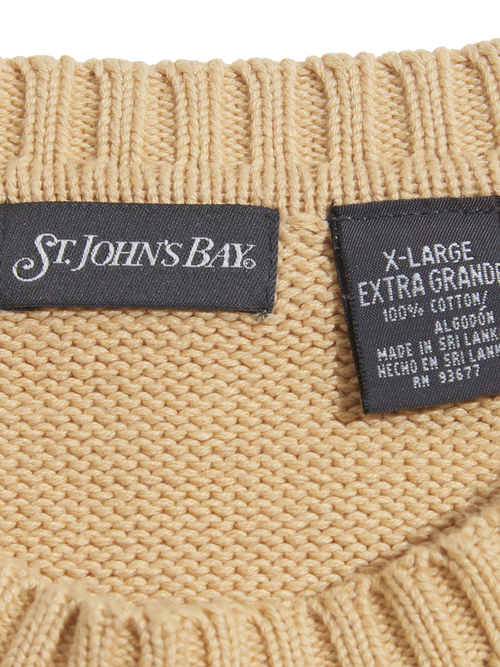 ST. JOHN'S BAY
X-LARGE
EXTRA GRANDE
100% COTTON/
ALGODÓN
MADE IN SRI LANK
HECHO EN SRI LANK
RN 93677